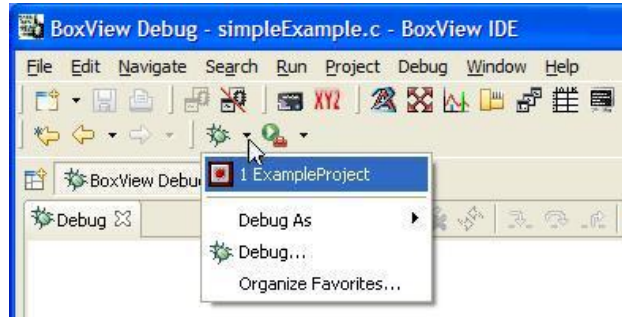 BoxView Debug - simpleExample.c - BoxView IDE
File Edit Navigate Search Run Project Debug Window Help
XYZ
BoxView Debu
1 ExampleProject
Debug
Debug As
Debug...
Organize Favorites...